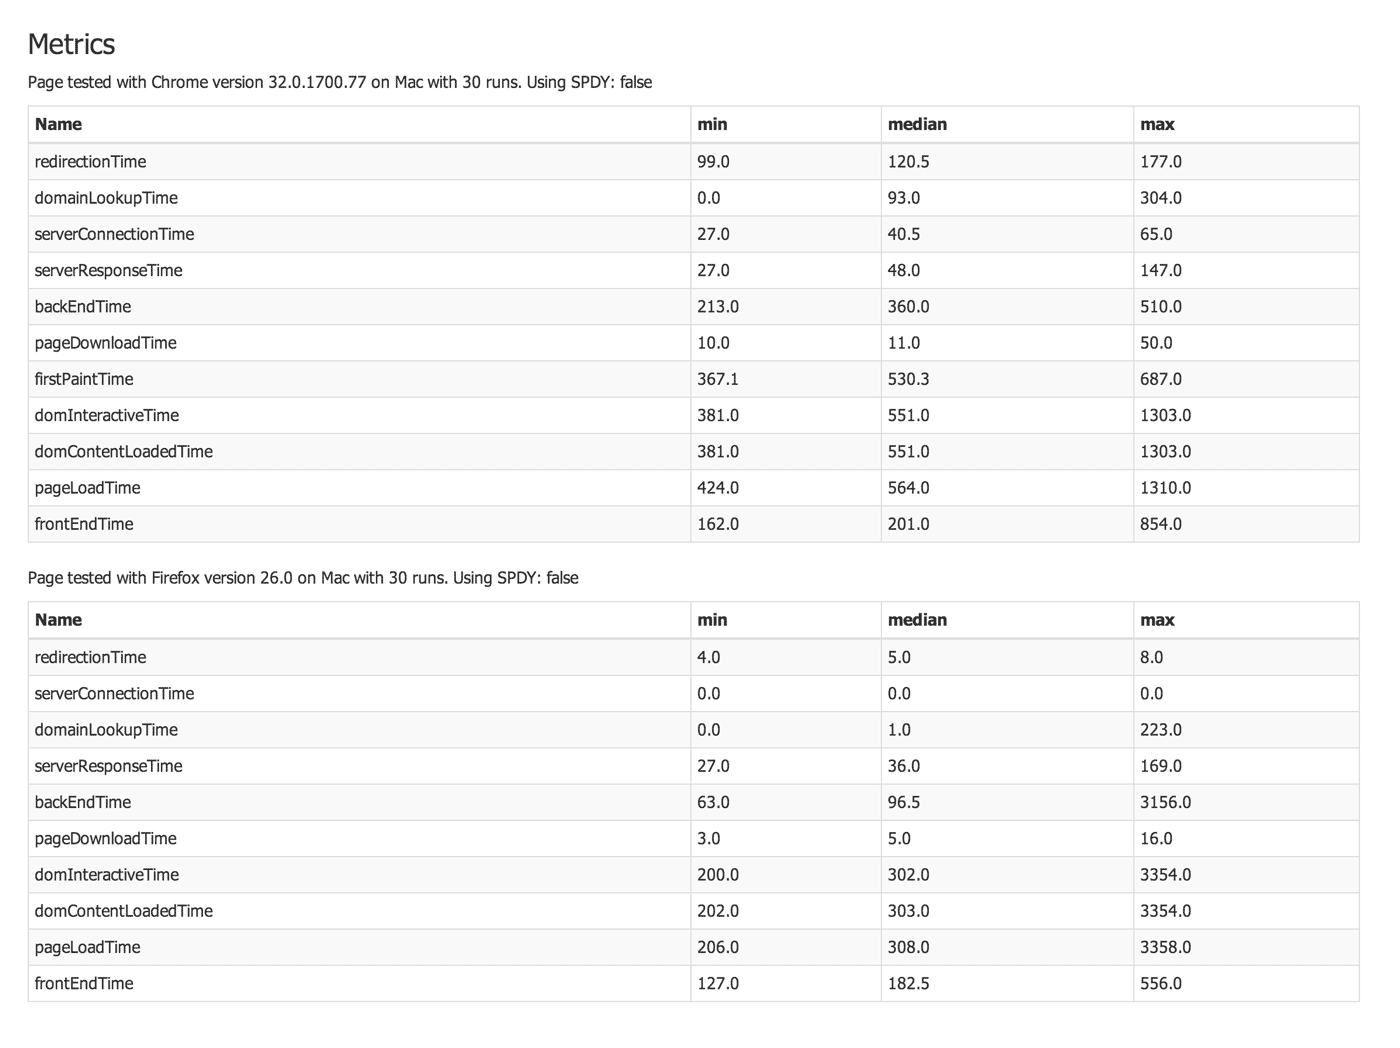 Metrics
Page tested with Chrome version 32.0.1700.77 on Mac with 30 runs. Using SPDY: false
Name min median max
redirectionTime 99.0 120.5 177.0
domainLookupTime 0.0 93.0 304.0
serverConnectionTime 27.0 40.5 65.0
serverResponseTime 27.0 48.0 147.0
backEndTime 213.0 360.0 510.0
pageDownloadTime 10.0 11.0 50.0
firstPaintTime 367.1 530.3 687.0
domInteractiveTime 381.0 551.0 1303.0
domContentLoadedTime 381.0 551.0 1303.0
pageLoadTime 424.0 564.0 1310.0
frontEndTime 162.0 201.0 854.0
Page tested with Firefox version 26.0 on Mac with 30 runs. Using SPDY: false
Name min median max
redirectionTime 4.0 5.0 8.0
serverConnectionTime 0.0 0.0 0.0
domainLookupTime 0.0 1.0 223.0
serverResponseTime 27.0 36.0 169.0
backEndTime 63.0 96.5 3156.0
pageDownloadTime 3.0 5.0 16.0
domInteractiveTime 200.0 302.0 3354.0
domContentLoadedTime 202.0 303.0 3354.0
pageLoadTime 206.0 308.0 3358.0
frontEndTime 127.0 182.5 556.0